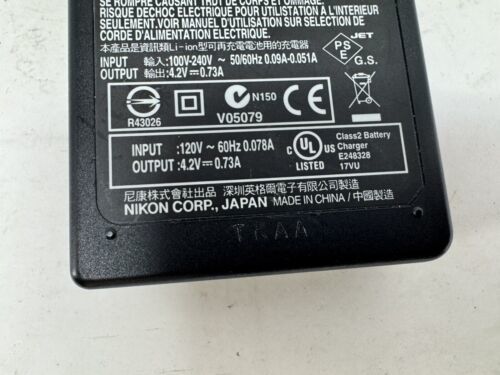 SE ROMPRE CAUSANT TRDT DE CORPS ET DOMMAGE.
RISQUE DECHOC ELECTRIQUE POUR UTILISATION A L'INTERIEUR
SEULEMENT.VOIR MANUEL D'UTILISATION SUR SELECTION DE
CORDE D'ALIMENTATION ELECTRIQUE.
本產品是資訊類Li-ion型可再充電電池用的充電器
INPUT 輸入:100V-240V ~ 50/60Hz 0.09A-0.051A
OUTPUT 輸出:4.2V⎓0.73A
PS
E
JET
G.S.
R43026
N150
V05079
INPUT :120V ~ 60Hz 0.078A
OUTPUT :4.2V⎓0.73A
C UL US
LISTED
Class2 Battery
Charger
E248328
17VU
尼康株式會社出品 深圳英格爾電子有限公司製造
NIKON CORP., JAPAN MADE IN CHINA / 中國製造
TRAA